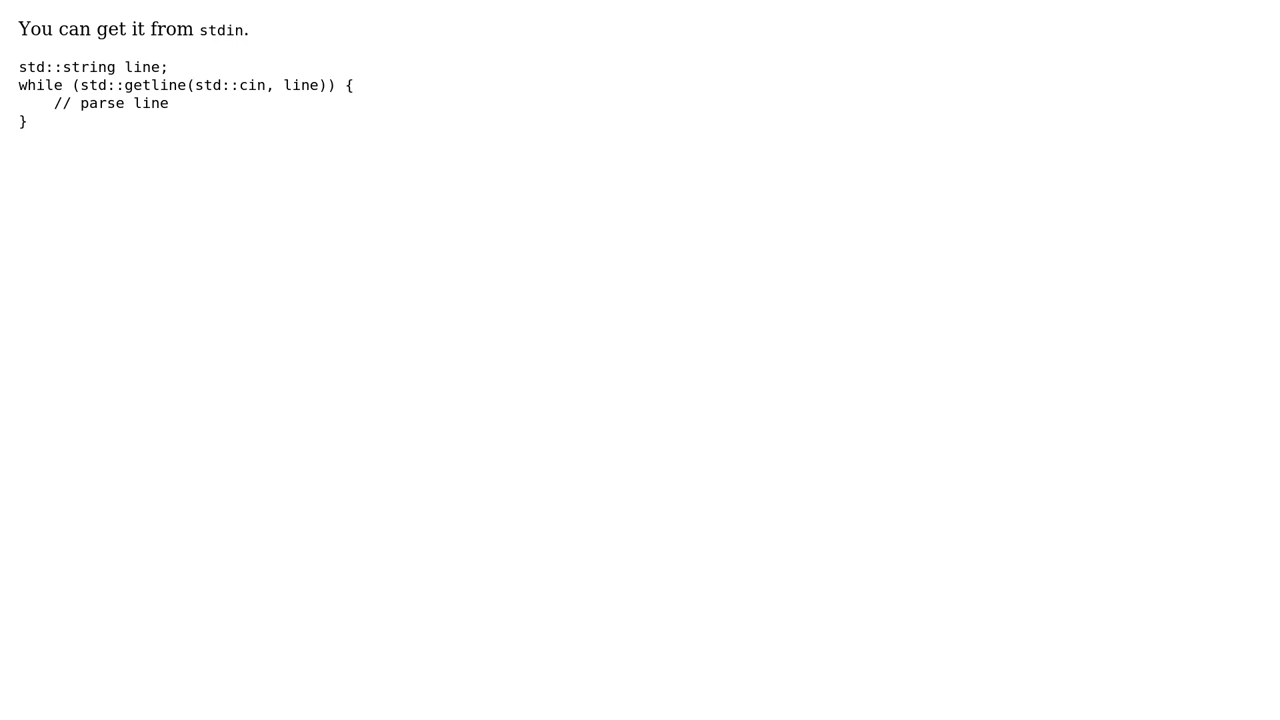 You can get it from stdin.
std::string line;
while (std::getline(std::cin, line)) {
    // parse line
}